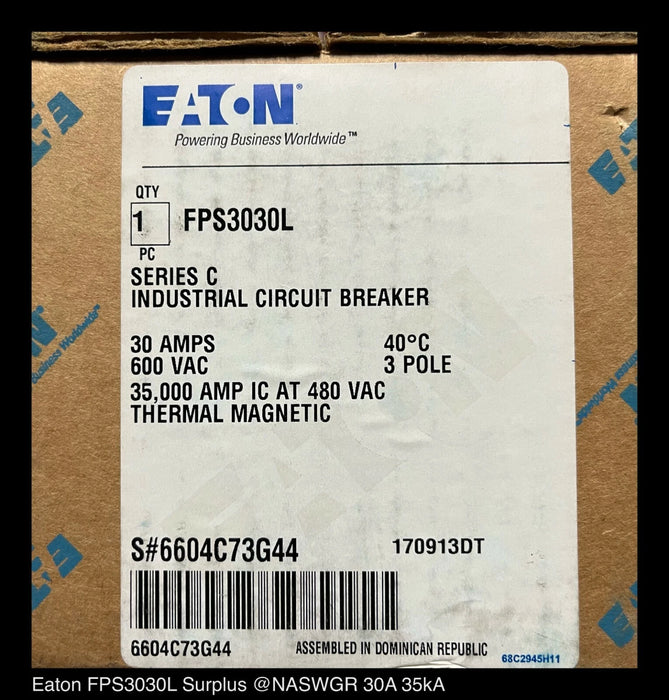 EATON®
Powering Business Worldwide™
QTY
1 FPS3030L
PC
SERIES C
INDUSTRIAL CIRCUIT BREAKER
30 AMPS 40°C
600 VAC 3 POLE
35,000 AMP IC AT 480 VAC
THERMAL MAGNETIC
S#6604C73G44 170913DT
6604C73G44 ASSEMBLED IN DOMINICAN REPUBLIC 68C2945H11
Business Worldwide™
Eaton FPS3030L Surplus @NASWGR 30A 35kA